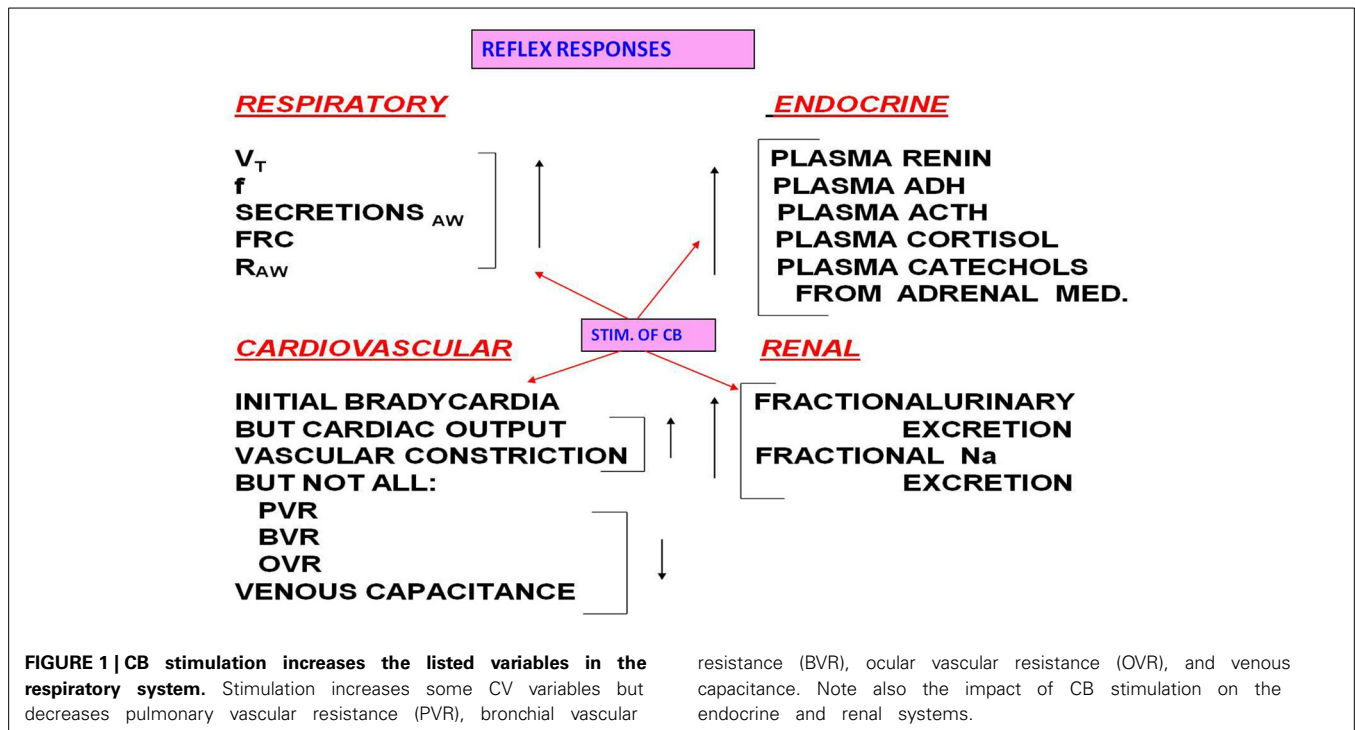 REFLEX RESPONSES
RESPIRATORY
V_T
f
SECRETIONS AW
FRC
R_AW
ENDOCRINE
PLASMA RENIN
PLASMA ADH
PLASMA ACTH
PLASMA CORTISOL
PLASMA CATECHOLS
FROM ADRENAL MED.
STIM. OF CB
CARDIOVASCULAR
INITIAL BRADYCARDIA
BUT CARDIAC OUTPUT
VASCULAR CONSTRICTION
BUT NOT ALL:
PVR
BVR
OVR
VENOUS CAPACITANCE
RENAL
FRACTIONALURINARY
EXCRETION
FRACTIONAL Na
EXCRETION
FIGURE 1 | CB stimulation increases the listed variables in the
respiratory system. Stimulation increases some CV variables but
decreases pulmonary vascular resistance (PVR), bronchial vascular
resistance (BVR), ocular vascular resistance (OVR), and venous
capacitance. Note also the impact of CB stimulation on the
endocrine and renal systems.